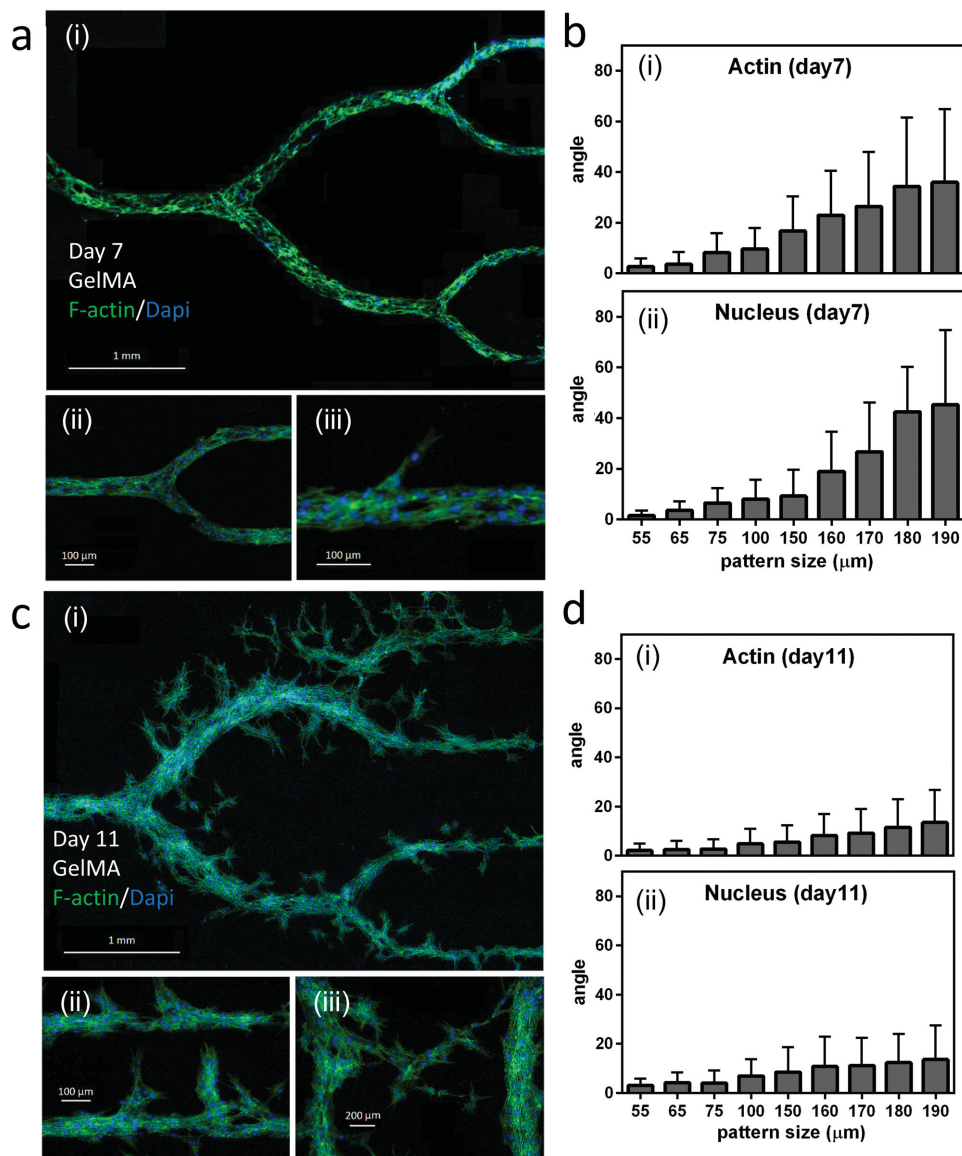 a
(i)
Day 7
GelMA
F-actin/Dapi
1 mm
(ii)
100 µm
(iii)
100 µm
b
(i)
Actin (day7)
angle
80
60
40
20
0
(ii)
Nucleus (day7)
angle
80
60
40
20
0
55 65 75 100 150 160 170 180 190
pattern size (µm)
c
(i)
Day 11
GelMA
F-actin/Dapi
1 mm
(ii)
100 µm
(iii)
200 µm
d
(i)
Actin (day11)
angle
80
60
40
20
0
(ii)
Nucleus (day11)
angle
80
60
40
20
0
55 65 75 100 150 160 170 180 190
pattern size (µm)